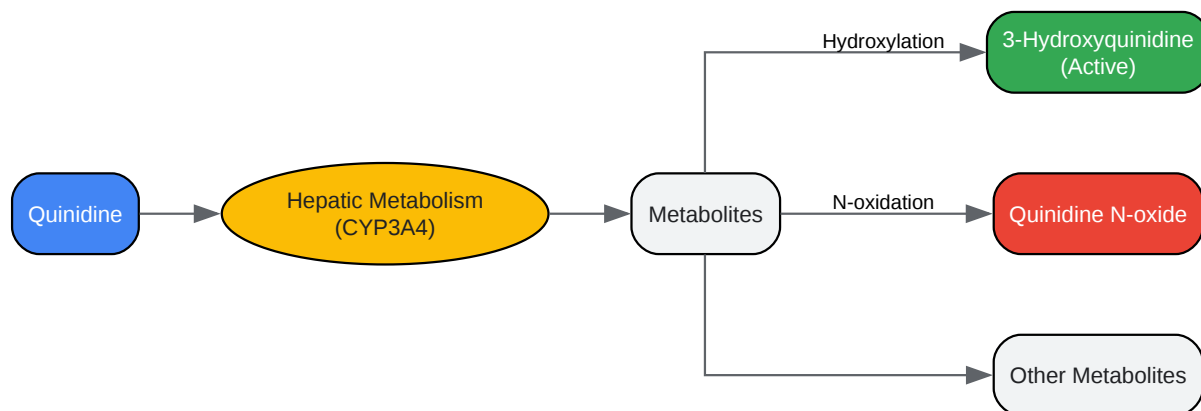 Hydroxylation
3-Hydroxyquinidine
(Active)
Quinidine
Hepatic Metabolism
(CYP3A4)
Metabolites
N-oxidation
Quinidine N-oxide
Other Metabolites